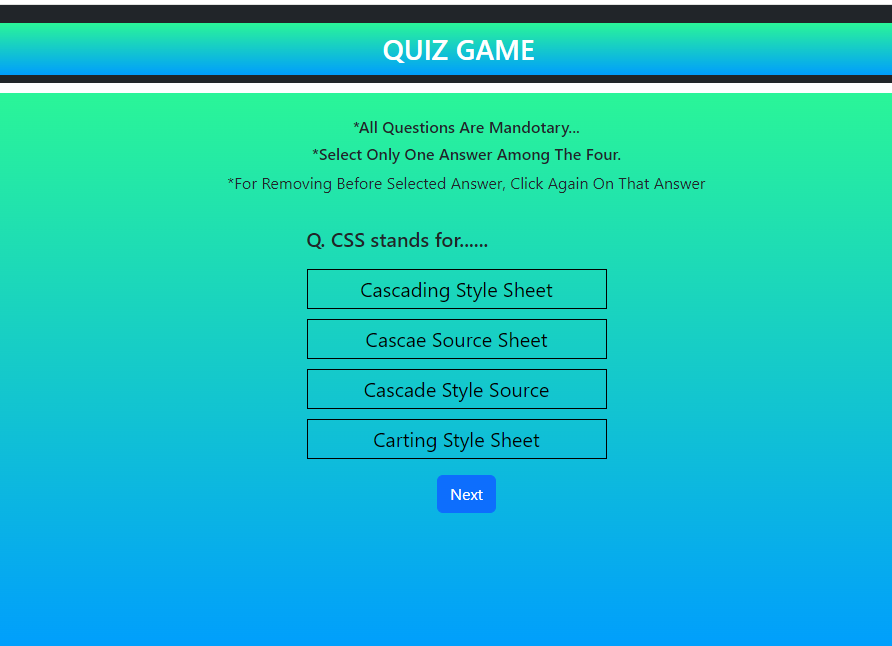 QUIZ GAME
*All Questions Are Mandotary...
*Select Only One Answer Among The Four.
*For Removing Before Selected Answer, Click Again On That Answer
Q. CSS stands for......
Cascading Style Sheet
Cascae Source Sheet
Cascade Style Source
Carting Style Sheet
Next